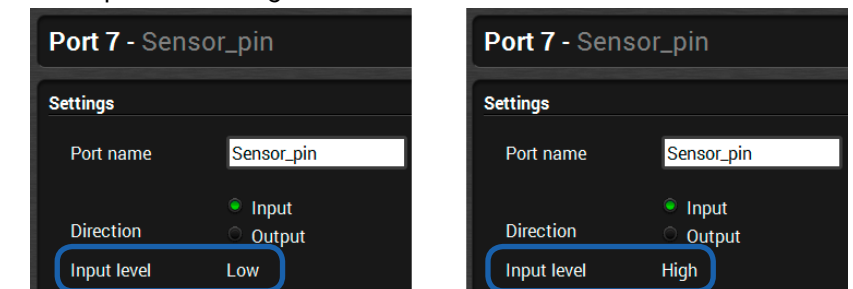 Port 7 - Sensor_pin
Settings
Port name Sensor_pin
Input
Direction
Output
Input level Low
Port 7 - Sensor_pin
Settings
Port name Sensor_pin
Input
Direction
Output
Input level High